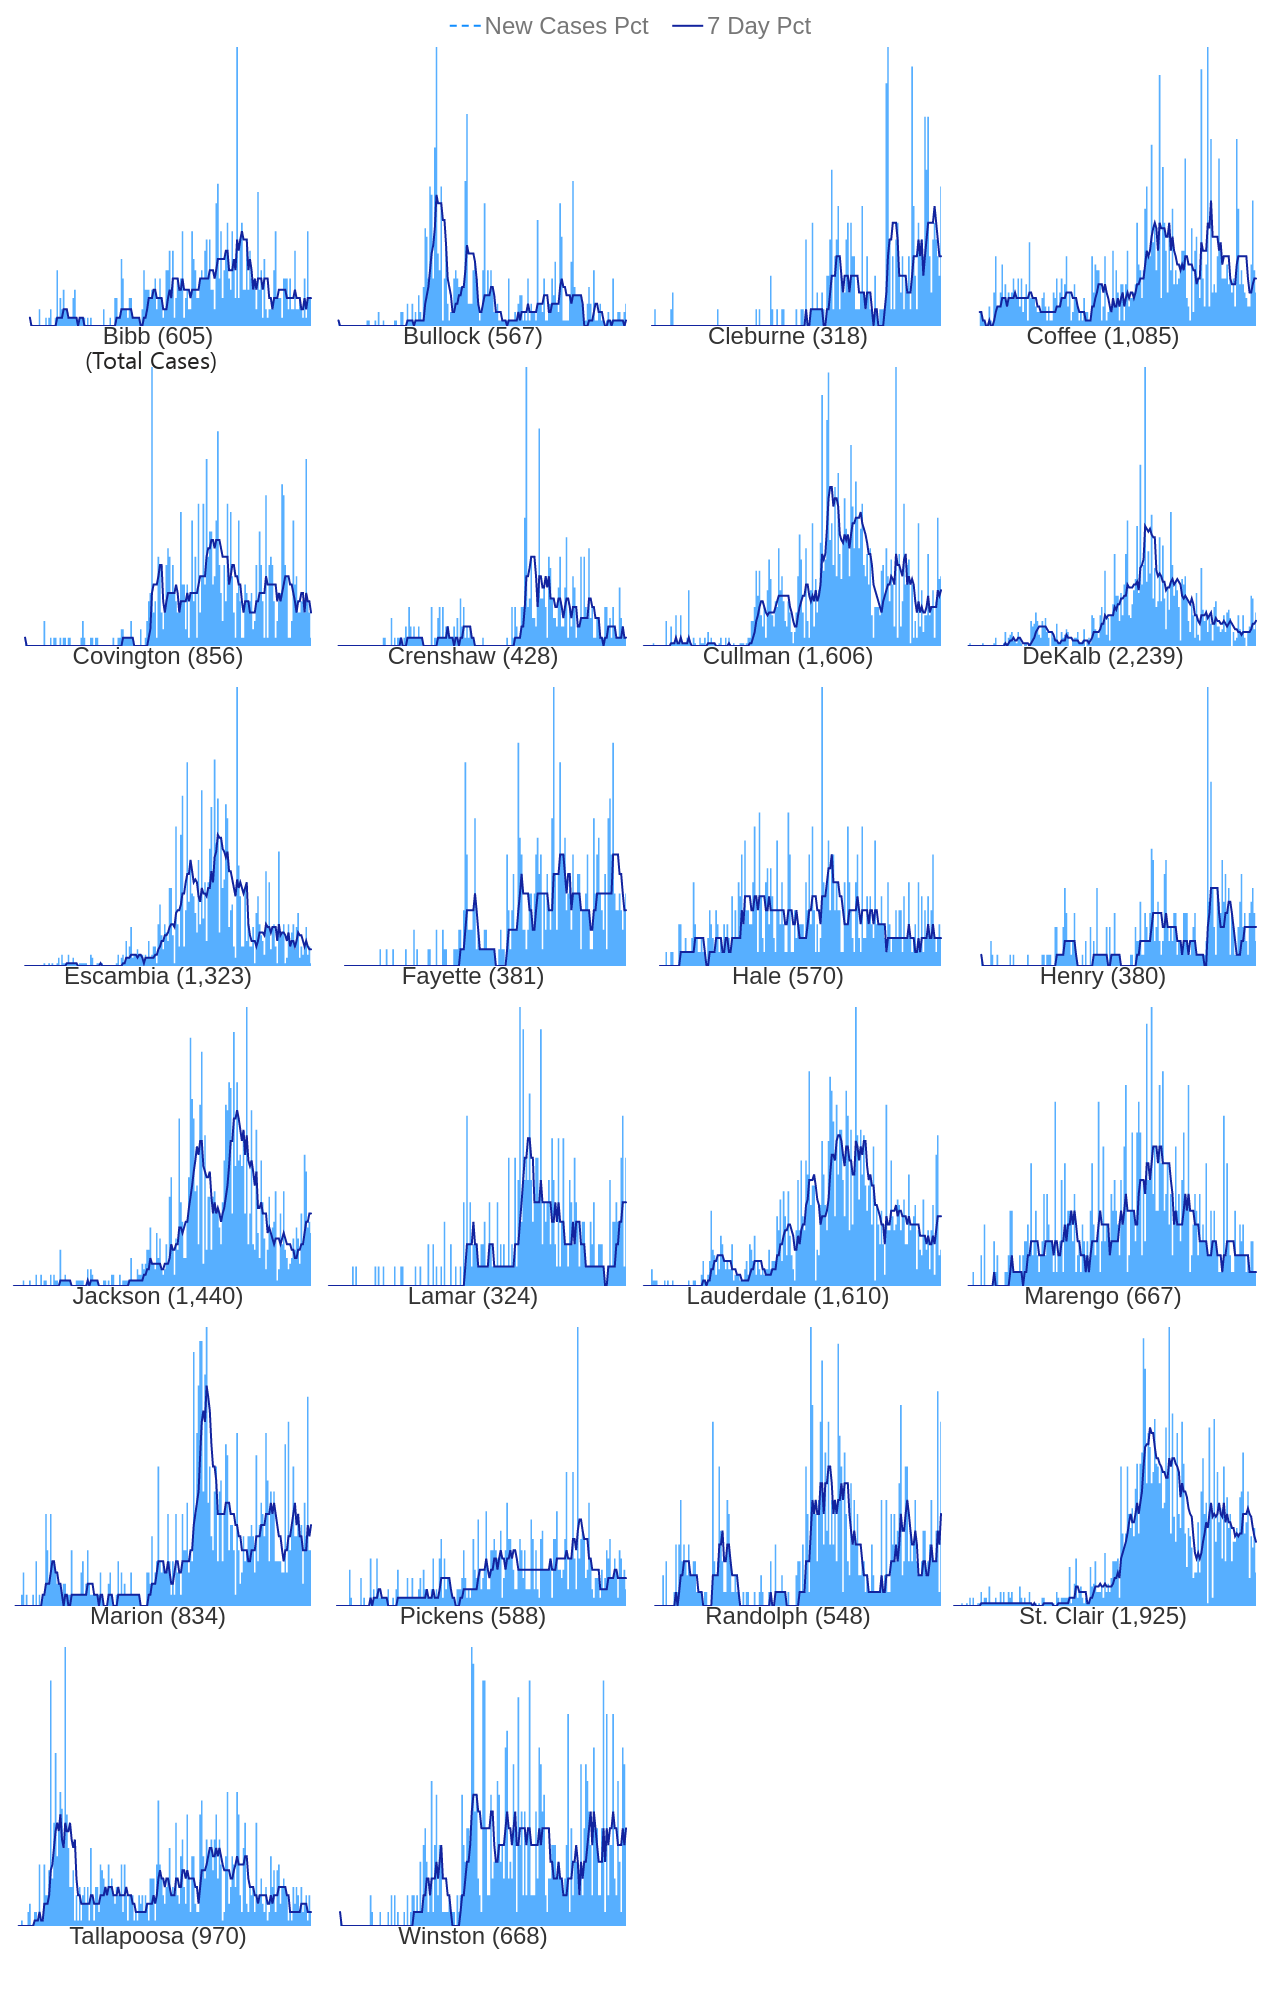 New Cases Pct 7 Day Pct
Bibb (605) Bullock (567) Cleburne (318) Coffee (1,085)
(Total Cases)
Covington (856) Crenshaw (428) Cullman (1,606) DeKalb (2,239)
Escambia (1,323) Fayette (381) Hale (570) Henry (380)
Jackson (1,440) Lamar (324) Lauderdale (1,610) Marengo (667)
Marion (834) Pickens (588) Randolph (548) St. Clair (1,925)
Tallapoosa (970) Winston (668)